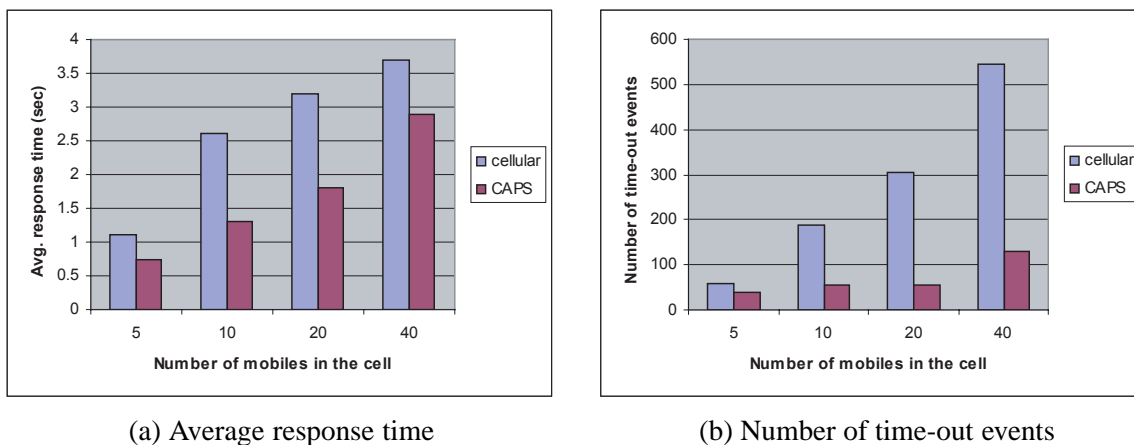 4
3.5
3
2.5
2
1.5
1
0.5
0
Avg. response time (sec)
5 10 20 40
Number of mobiles in the cell
cellular
CAPS
(a) Average response time
600
500
400
300
200
100
0
Number of time-out events
5 10 20 40
Number of mobiles in the cell
cellular
CAPS
(b) Number of time-out events